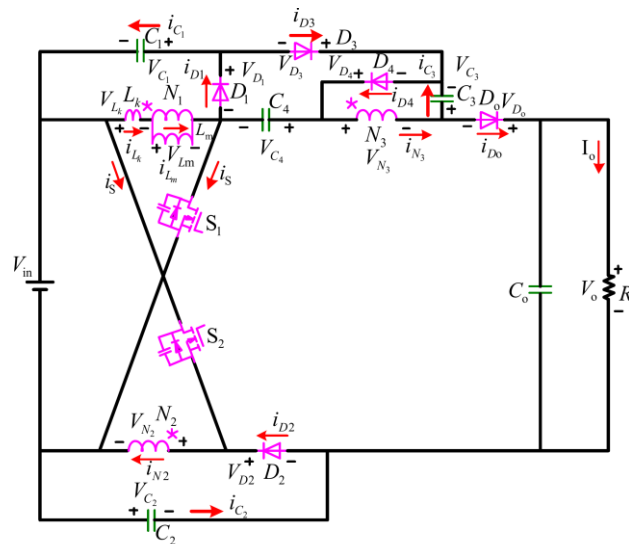 i_C1
C_1
V_C1
i_D1
V_D1
D_1
i_D3
V_D3
D_3
V_D4
D_4
i_D4
i_C3
V_C3
C_3
D_o
V_Do
i_Do
V_Lk
L_k
*
N_1
L_m
i_Lk
V_Lm
i_Lm
C_4
V_C4
*
N_3
V_N3
i_N3
I_o
i_S
i_S
S_1
V_in
C_o
V_o
R
S_2
V_N2
N_2
*
i_N2
i_D2
V_D2
D_2
V_C2
C_2
i_C2